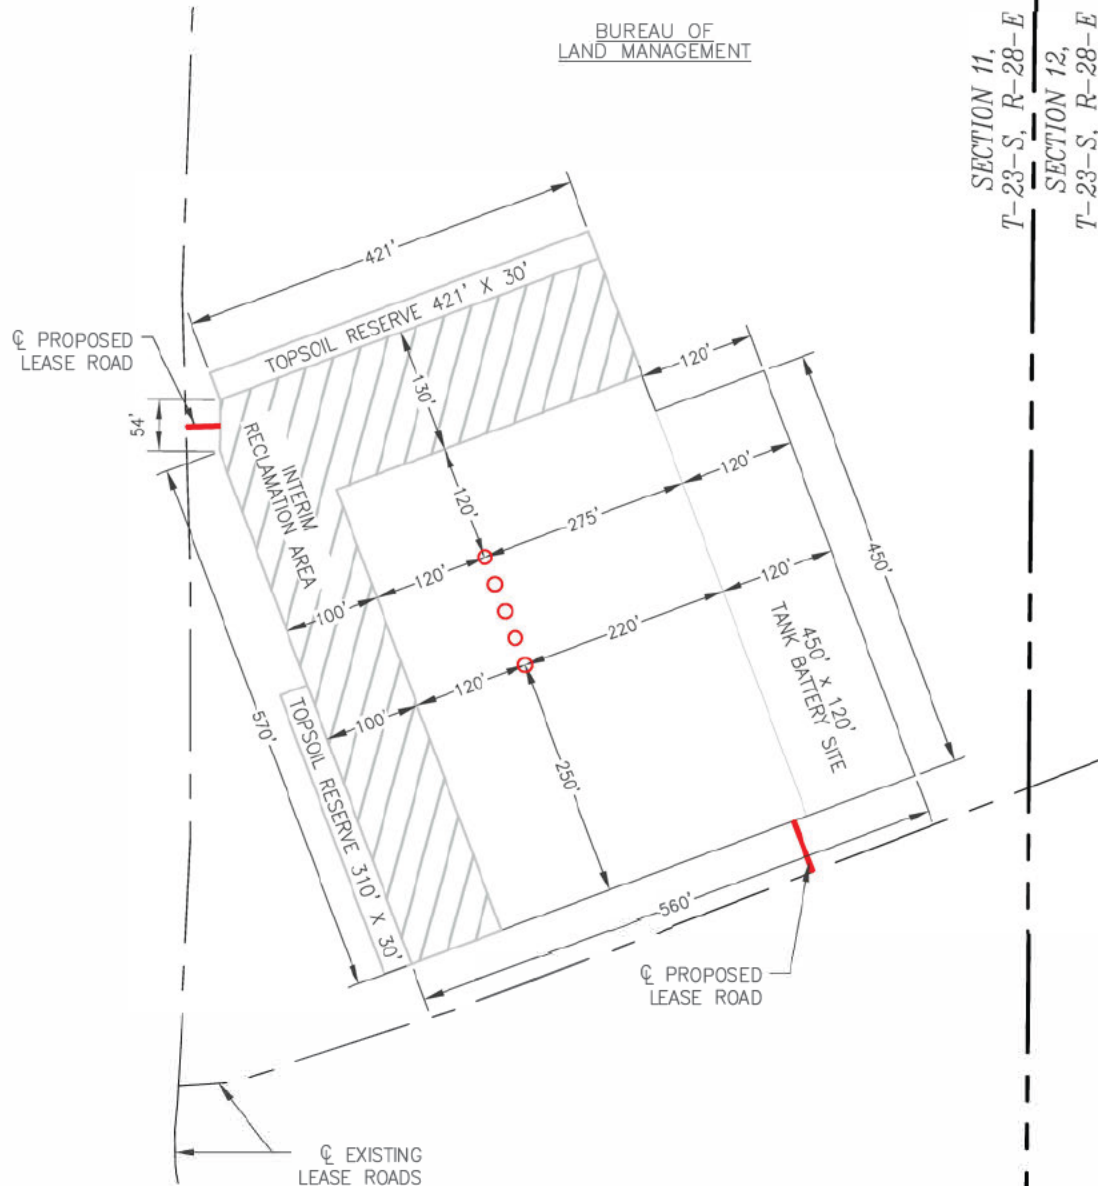 BUREAU OF
LAND MANAGEMENT
SECTION 11,
T-23-S, R-28-E
SECTION 12,
T-23-S, R-28-E
421'
TOPSOIL RESERVE 421' X 30'
℄ PROPOSED
LEASE ROAD
54'
130'
120'
INTERIM
RECLAMATION AREA
120'
120'
275'
120'
100'
450'
120'
220'
120'
100'
450' x 120'
TANK BATTERY SITE
570'
TOPSOIL RESERVE 310' X 30'
250'
560'
℄ PROPOSED
LEASE ROAD
℄ EXISTING
LEASE ROADS